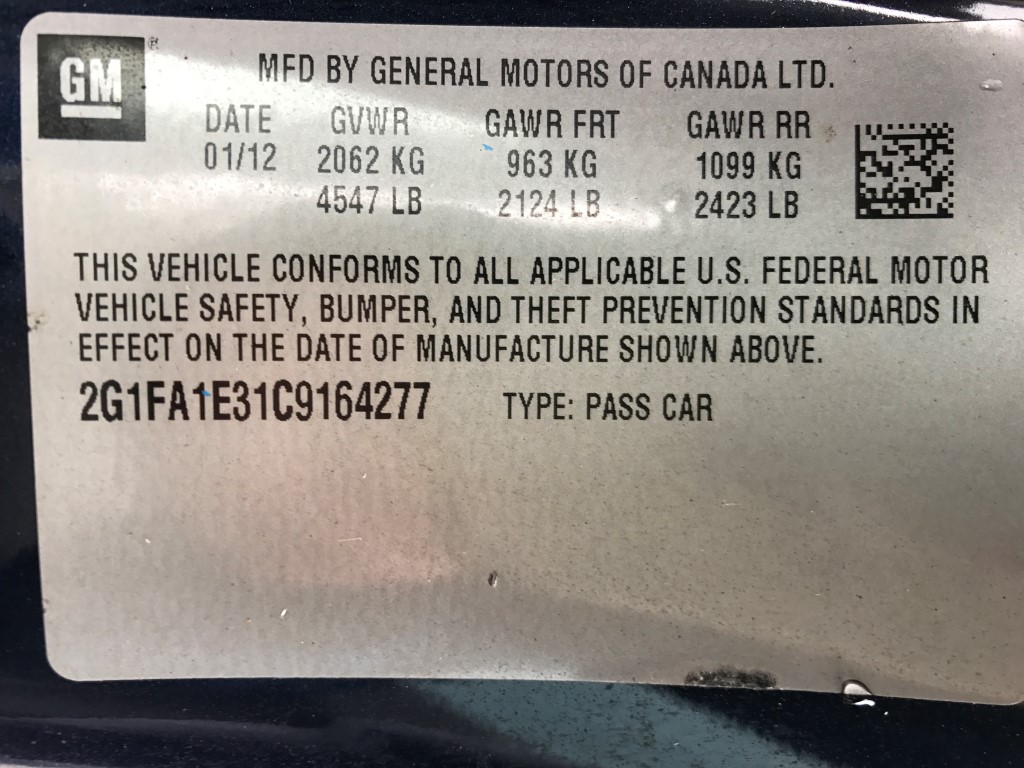 GM®
MFD BY GENERAL MOTORS OF CANADA LTD.
DATE GVWR GAWR FRT GAWR RR
01/12 2062 KG 963 KG 1099 KG
4547 LB 2124 LB 2423 LB
THIS VEHICLE CONFORMS TO ALL APPLICABLE U.S. FEDERAL MOTOR
VEHICLE SAFETY, BUMPER, AND THEFT PREVENTION STANDARDS IN
EFFECT ON THE DATE OF MANUFACTURE SHOWN ABOVE.
2G1FA1E31C9164277 TYPE: PASS CAR